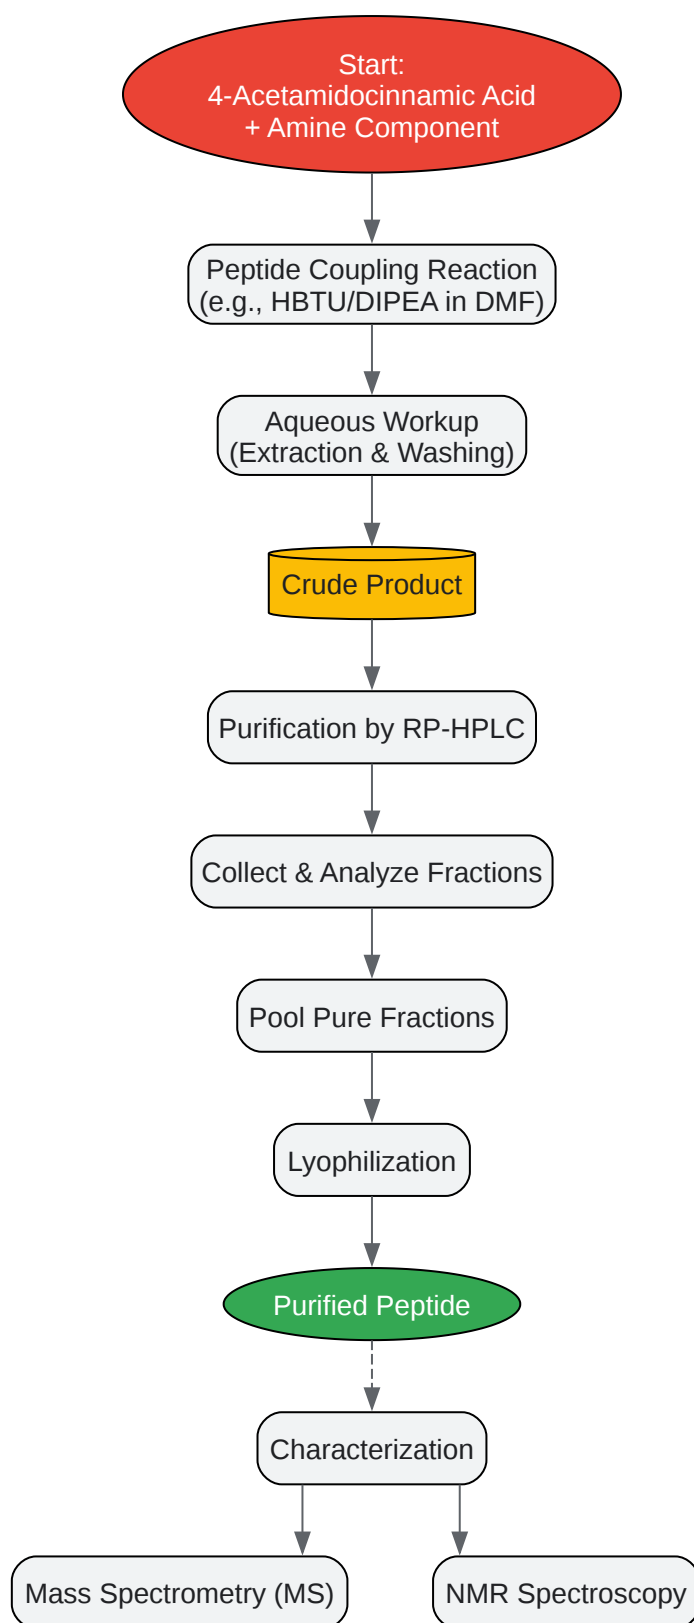 Start:
4-Acetamidocinnamic Acid
+ Amine Component
Peptide Coupling Reaction
(e.g., HBTU/DIPEA in DMF)
Aqueous Workup
(Extraction & Washing)
Crude Product
Purification by RP-HPLC
Collect & Analyze Fractions
Pool Pure Fractions
Lyophilization
Purified Peptide
Characterization
Mass Spectrometry (MS)
NMR Spectroscopy